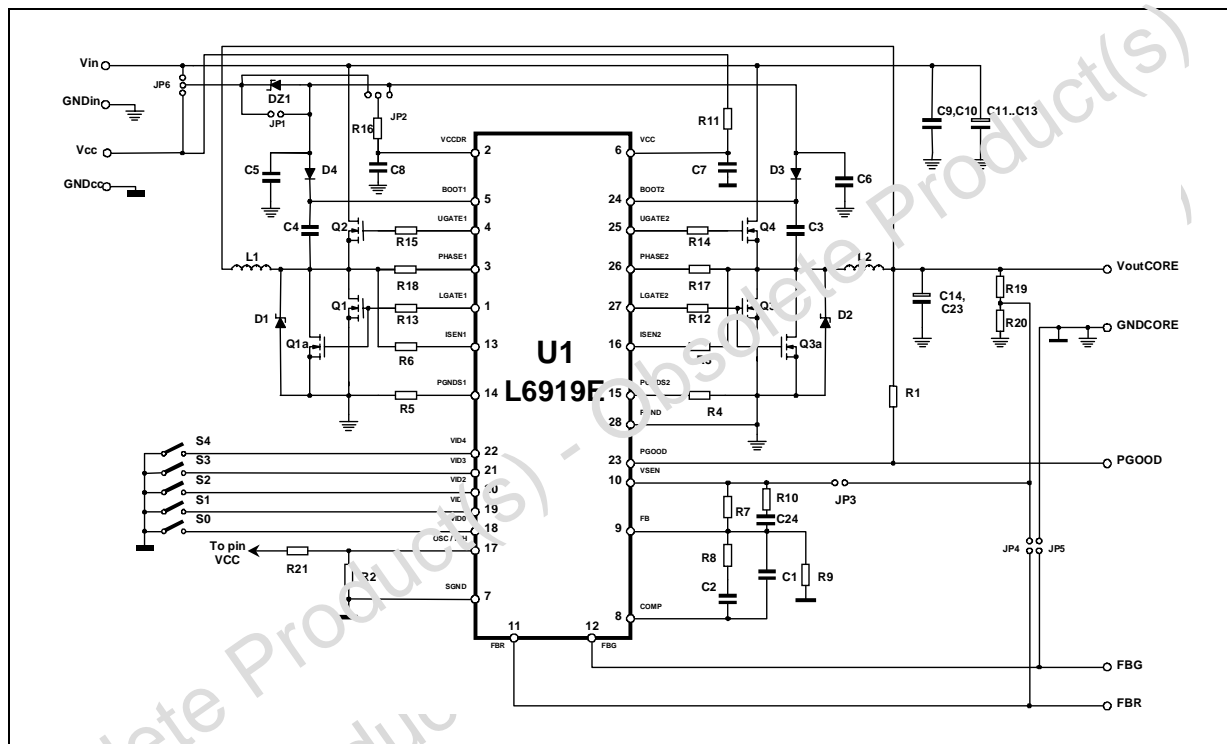 Vin
GNDin
Vcc
GNDcc
JP6
DZ1
JP1
JP2
R16
C5
D4
C8
R11
C7
D3
C6
C9,C10
C11..C13
VCCDR
2
BOOT1
5
UGATE1
4
PHASE1
3
LGATE1
1
ISEN1
13
PGNDS1
14
VCC
6
BOOT2
24
UGATE2
25
PHASE2
26
LGATE2
27
ISEN2
16
15
28
PGOOD
23
VSEN
10
FB
9
COMP
8
C4
Q2
R15
L1
R18
Q1
R13
D1
Q1a
R6
R5
U1
L6919E
R14
Q4
C3
R17
L2
R12
D2
Q3a
R4
C14,
C23
R19
R20
R1
VoutCORE
GNDCORE
PGOOD
S4
S3
S2
S1
S0
VID4
22
VID3
21
VID2
20
19
VID0
18
17
To pin
VCC
R21
R2
SGND
7
R7
R10
C24
JP3
R8
C2
C1
R9
JP4
JP5
11
FBR
12
FBG
FBG
FBR
Obsolete Product(s) - Obsolete Product(s)